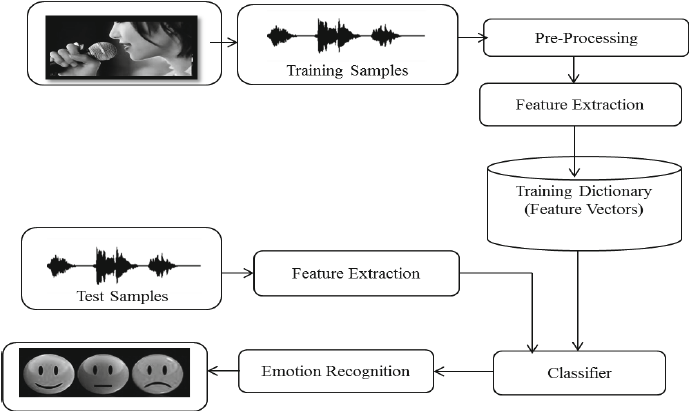 Training Samples
Pre-Processing
Feature Extraction
Training Dictionary
(Feature Vectors)
Test Samples
Feature Extraction
Emotion Recognition
Classifier